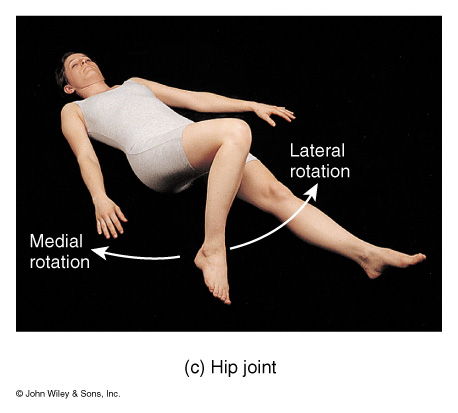 Lateral
rotation
Medial
rotation
(c) Hip joint
© John Wiley & Sons, Inc.